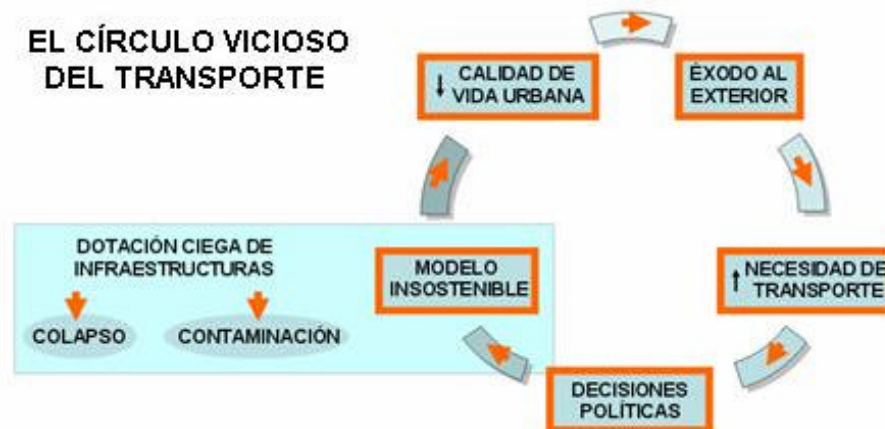 EL CÍRCULO VICIOSO
DEL TRANSPORTE
↓ CALIDAD DE
VIDA URBANA
ÉXODO AL
EXTERIOR
↑ NECESIDAD DE
TRANSPORTE
DECISIONES
POLÍTICAS
MODELO
INSOSTENIBLE
DOTACIÓN CIEGA DE
INFRAESTRUCTURAS
COLAPSO
CONTAMINACIÓN